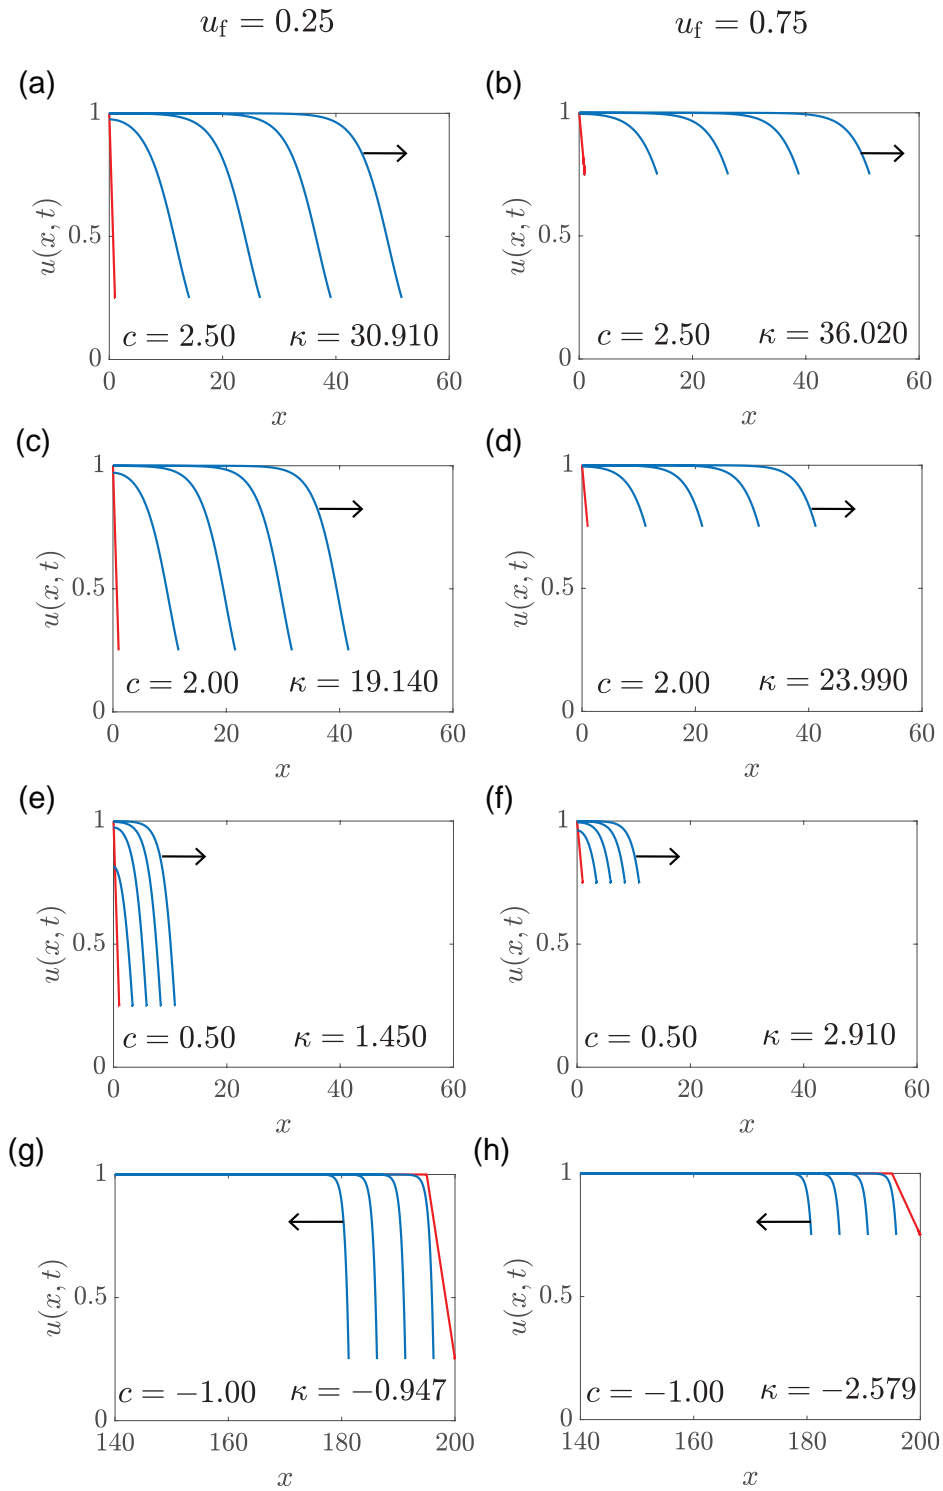 u_f = 0.25 u_f = 0.75
(a) (b)
1 1
0.5 0.5
0 0
u(x, t) u(x, t)
c = 2.50 κ = 30.910 c = 2.50 κ = 36.020
0 20 40 60 0 20 40 60
x x
(c) (d)
1 1
0.5 0.5
0 0
u(x, t) u(x, t)
c = 2.00 κ = 19.140 c = 2.00 κ = 23.990
0 20 40 60 0 20 40 60
x x
(e) (f)
1 1
0.5 0.5
0 0
u(x, t) u(x, t)
c = 0.50 κ = 1.450 c = 0.50 κ = 2.910
0 20 40 60 0 20 40 60
x x
(g) (h)
1 1
0.5 0.5
0 0
u(x, t) u(x, t)
c = −1.00 κ = −0.947 c = −1.00 κ = −2.579
140 160 180 200 140 160 180 200
x x